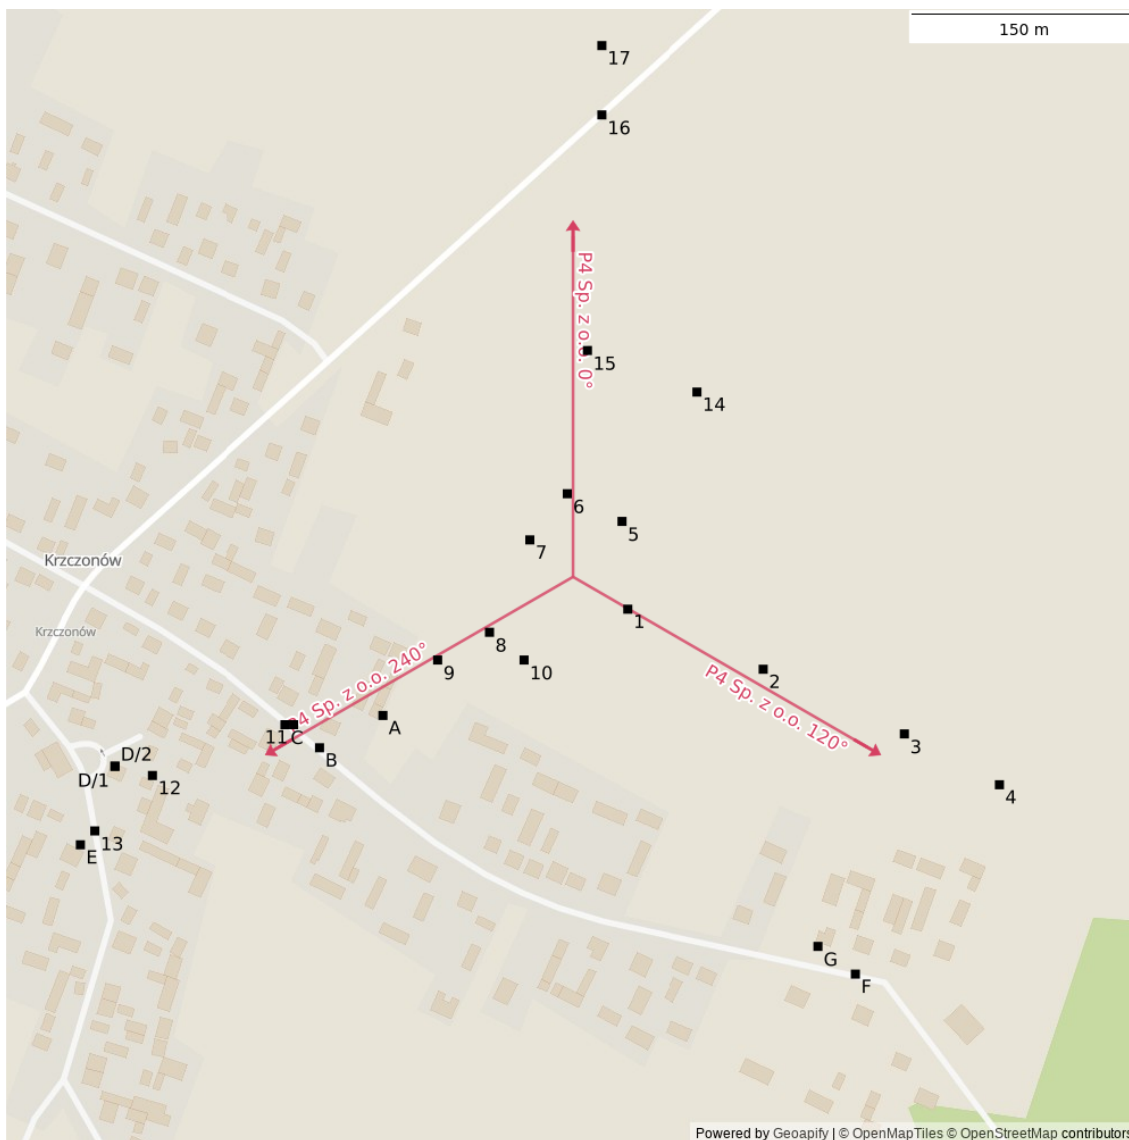 150 m
17
16
P4 Sp. z o.o. 0°
15
14
6
5
7
Krzczonów
1
Krzczonów
8
9
10
P4 Sp. z o.o. 240°
2
P4 Sp. z o.o. 120°
A
11
C
B
3
D/2
D/1
12
4
13
E
G
F
Powered by Geoapify | © OpenMapTiles © OpenStreetMap contributors